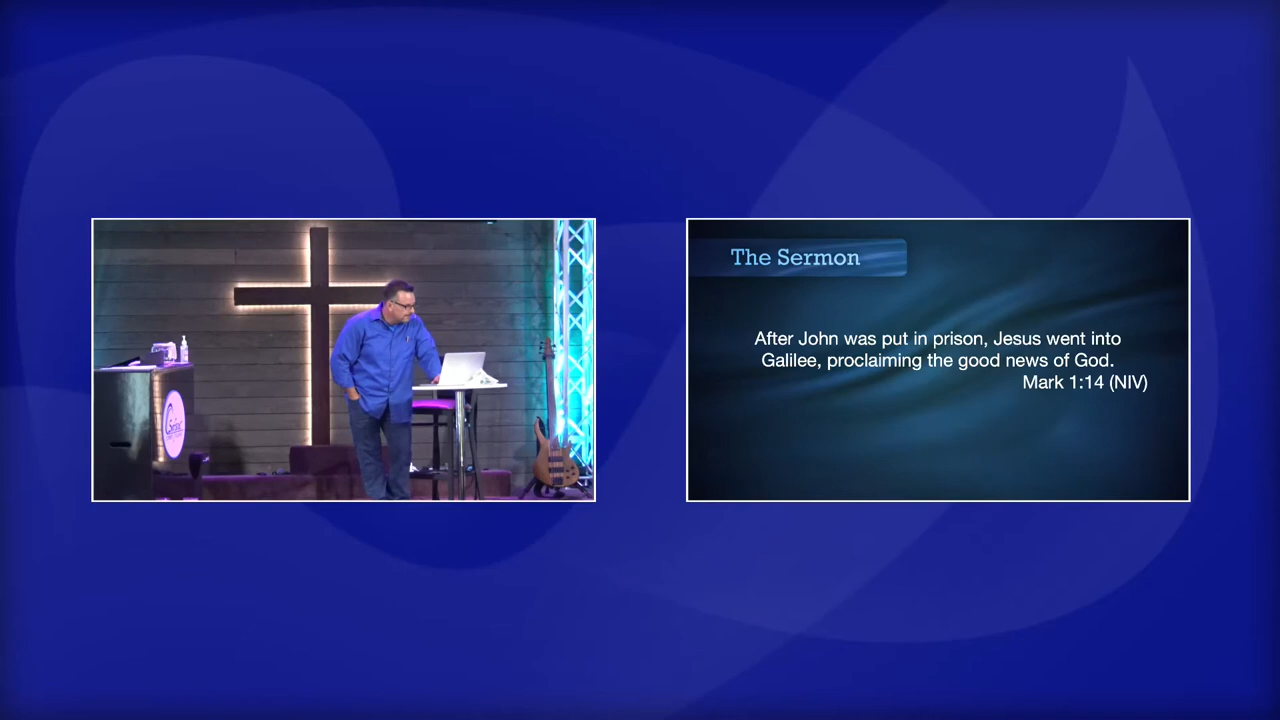 The Sermon
After John was put in prison, Jesus went into
Galilee, proclaiming the good news of God.
Mark 1:14 (NIV)